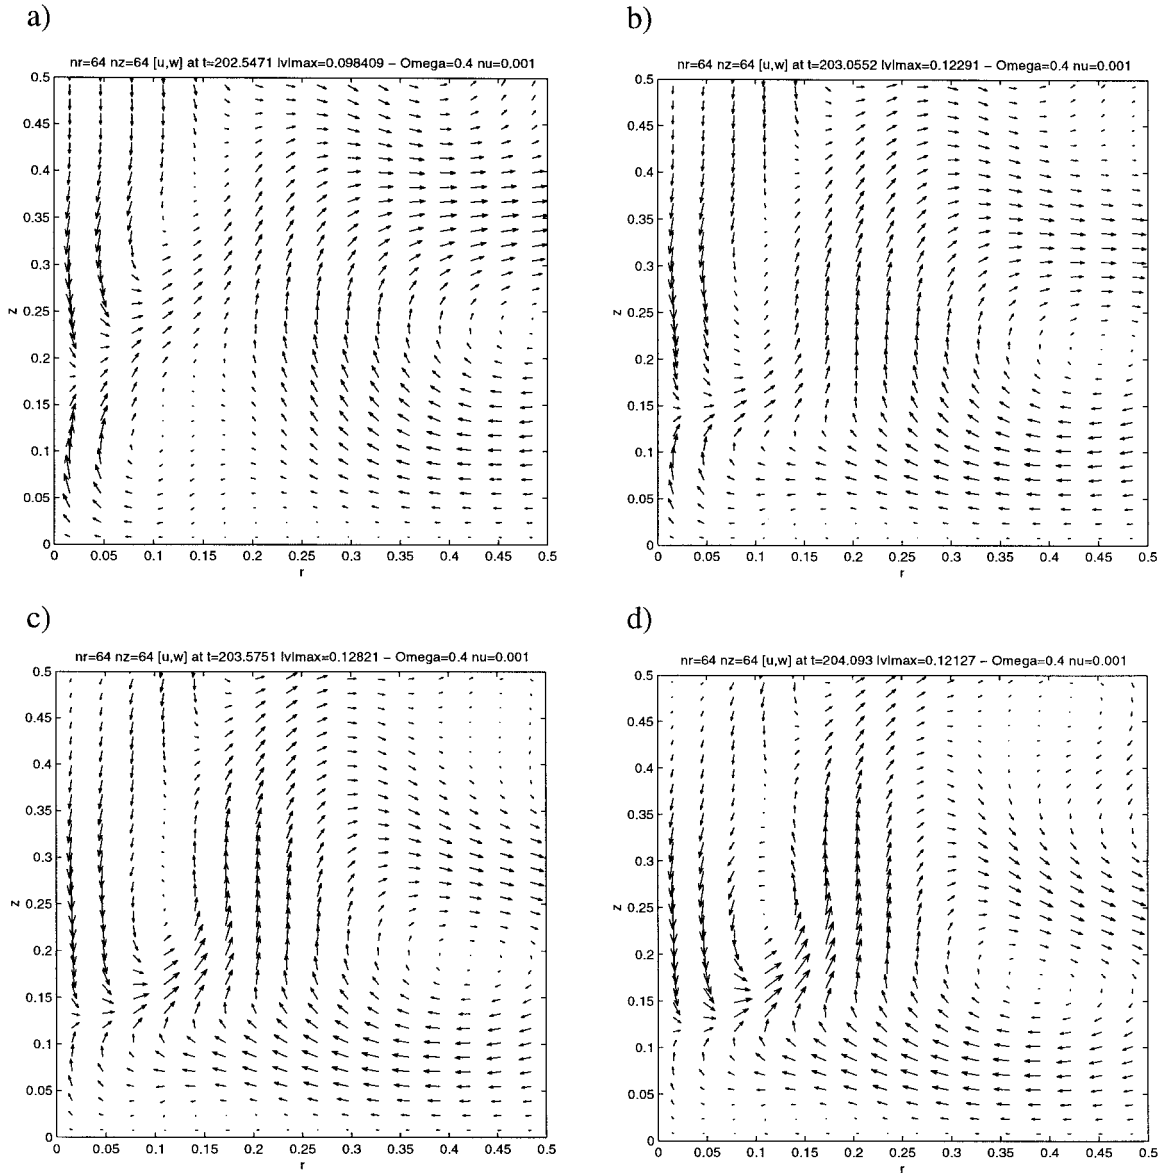 a)
nr=64 nz=64 [u,w] at t=202.5471 |v|max=0.098409 – Omega=0.4 nu=0.001
0.5
0.45
0.4
0.35
0.3
0.25
0.2
0.15
0.1
0.05
0
z
0 0.05 0.1 0.15 0.2 0.25 0.3 0.35 0.4 0.45 0.5
r
b)
nr=64 nz=64 [u,w] at t=203.0552 |v|max=0.12291 – Omega=0.4 nu=0.001
0.5
0.45
0.4
0.35
0.3
0.25
0.2
0.15
0.1
0.05
0
z
0 0.05 0.1 0.15 0.2 0.25 0.3 0.35 0.4 0.45 0.5
r
c)
nr=64 nz=64 [u,w] at t=203.5751 |v|max=0.12821 – Omega=0.4 nu=0.001
0.5
0.45
0.4
0.35
0.3
0.25
0.2
0.15
0.1
0.05
0
z
0 0.05 0.1 0.15 0.2 0.25 0.3 0.35 0.4 0.45 0.5
r
d)
nr=64 nz=64 [u,w] at t=204.093 |v|max=0.12127 – Omega=0.4 nu=0.001
0.5
0.45
0.4
0.35
0.3
0.25
0.2
0.15
0.1
0.05
0
z
0 0.05 0.1 0.15 0.2 0.25 0.3 0.35 0.4 0.45 0.5
r